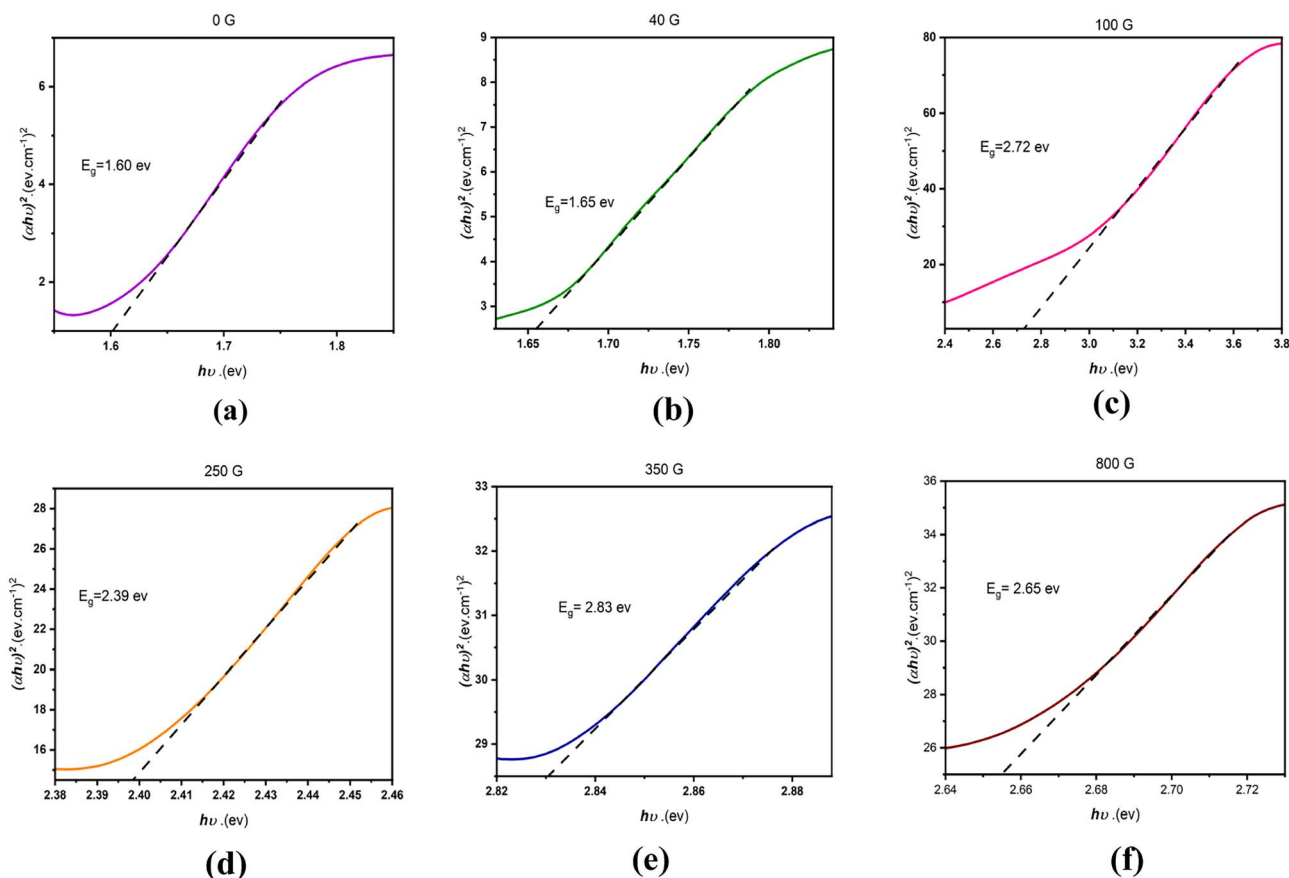 0 G
(αhυ)².(ev.cm⁻¹)²
6
4
2
E_g=1.60 ev
1.6 1.7 1.8
hυ .(ev)
(a)
40 G
(αhυ)².(ev.cm⁻¹)²
9
8
7
6
5
4
3
E_g=1.65 ev
1.65 1.70 1.75 1.80
hυ .(ev)
(b)
100 G
(αhυ)².(ev.cm⁻¹)²
80
60
40
20
E_g=2.72 ev
2.4 2.6 2.8 3.0 3.2 3.4 3.6 3.8
hυ .(ev)
(c)
250 G
(αhυ)².(ev.cm⁻¹)²
28
26
24
22
20
18
16
E_g=2.39 ev
2.38 2.39 2.40 2.41 2.42 2.43 2.44 2.45 2.46
hυ .(ev)
(d)
350 G
(αhυ)².(ev.cm⁻¹)²
33
32
31
30
29
E_g= 2.83 ev
2.82 2.84 2.86 2.88
hυ .(ev)
(e)
800 G
(αhυ)².(ev.cm⁻¹)²
36
34
32
30
28
26
E_g= 2.65 ev
2.64 2.66 2.68 2.70 2.72
hυ .(ev)
(f)